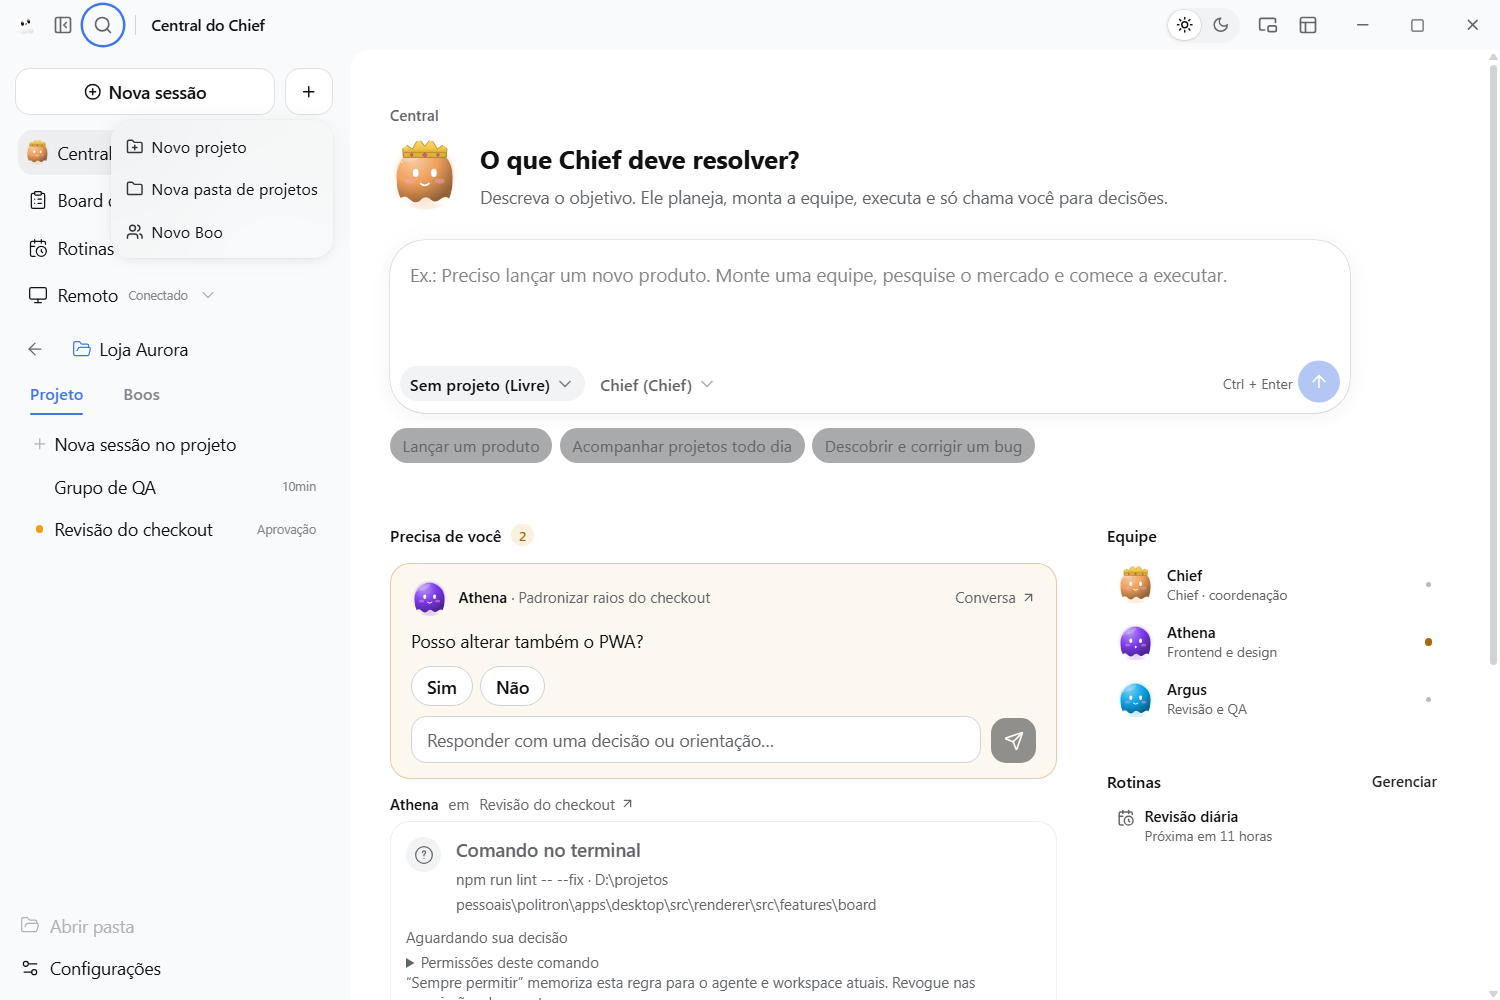 Central do Chief
Nova sessão
Central
Novo projeto
Nova pasta de projetos
Novo Boo
Board
Rotinas
Remoto Conectado
Loja Aurora
Projeto Boos
Nova sessão no projeto
Grupo de QA 10min
Revisão do checkout Aprovação
Abrir pasta
Configurações
Central
O que Chief deve resolver?
Descreva o objetivo. Ele planeja, monta a equipe, executa e só chama você para decisões.
Ex.: Preciso lançar um novo produto. Monte uma equipe, pesquise o mercado e comece a executar.
Sem projeto (Livre) Chief (Chief) Ctrl + Enter
Lançar um produto Acompanhar projetos todo dia Descobrir e corrigir um bug
Precisa de você 2
Athena · Padronizar raios do checkout Conversa
Posso alterar também o PWA?
Sim Não
Responder com uma decisão ou orientação...
Athena em Revisão do checkout
Comando no terminal
npm run lint -- --fix · D:\projetos
pessoais\politron\apps\desktop\src\renderer\src\features\board
Aguardando sua decisão
Permissões deste comando
“Sempre permitir” memoriza esta regra para o agente e workspace atuais. Revogue nas
Equipe
Chief
Chief · coordenação
Athena
Frontend e design
Argus
Revisão e QA
Rotinas Gerenciar
Revisão diária
Próxima em 11 horas